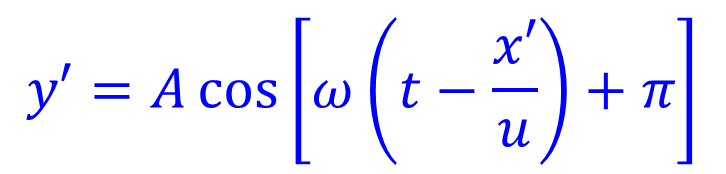 y′ = A cos[ω(t − x′/u) + π]